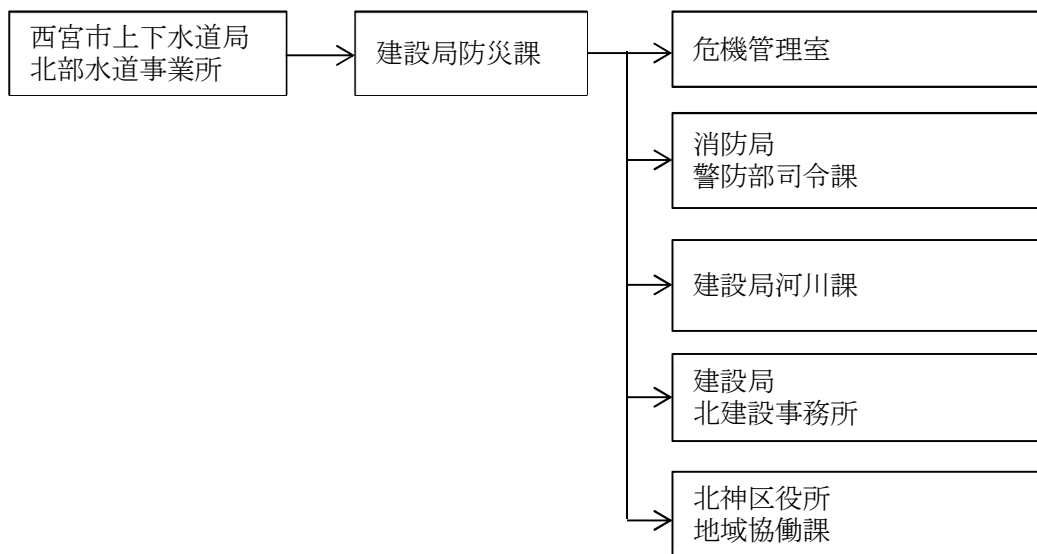 西宮市上下水道局
北部水道事業所
建設局防災課
危機管理室
消防局
警防部司令課
建設局河川課
建設局
北建設事務所
北神区役所
地域協働課